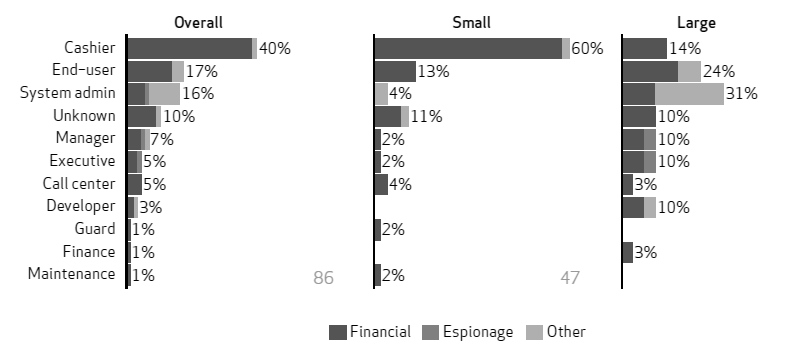 Overall Small Large
Cashier 40% 60% 14%
End-user 17% 13% 24%
System admin 16% 4% 31%
Unknown 10% 11% 10%
Manager 7% 2% 10%
Executive 5% 2% 10%
Call center 5% 4% 3%
Developer 3% 10%
Guard 1% 2%
Finance 1% 3%
Maintenance 1% 86 2% 47
Financial Espionage Other